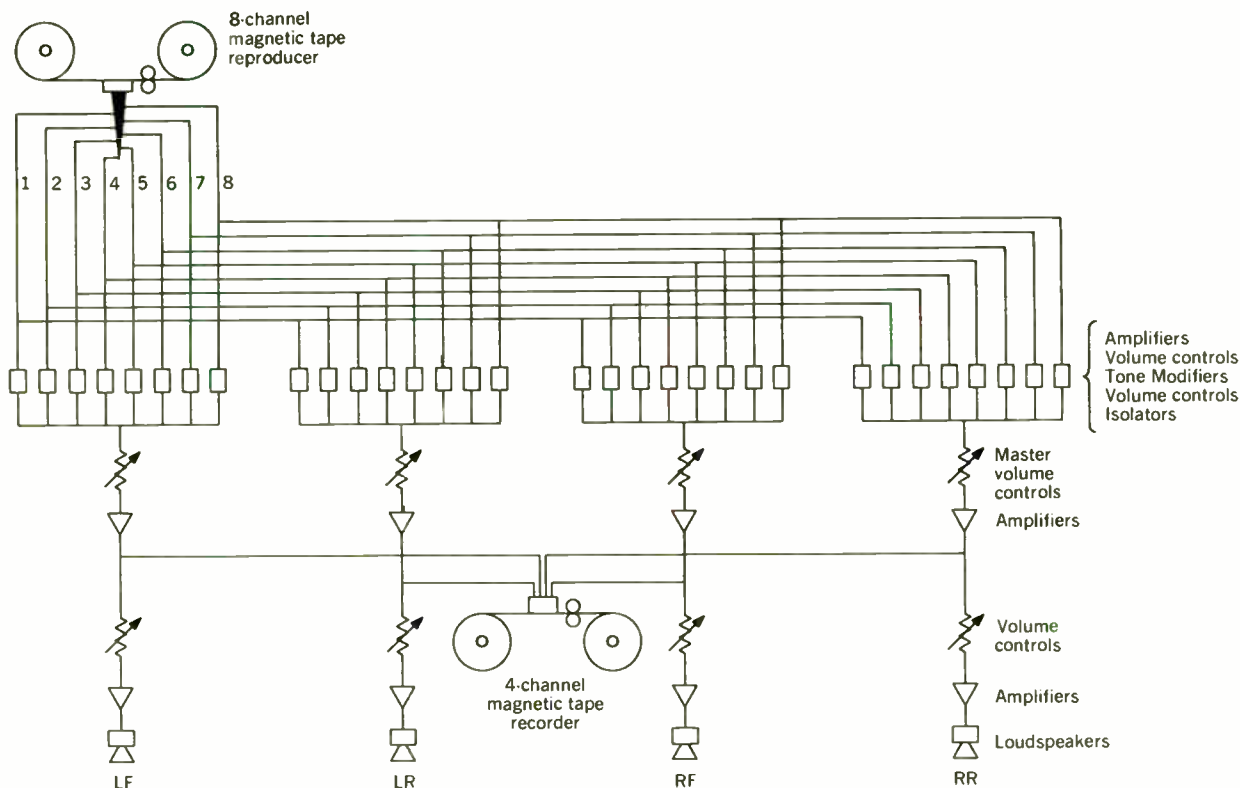 8-channel
magnetic tape
reproducer
1 2 3 4 5 6 7 8
Amplifiers
Volume controls
Tone Modifiers
Volume controls
Isolators
Master
volume
controls
Amplifiers
Volume
controls
4-channel
magnetic tape
recorder
Amplifiers
Loudspeakers
LF LR RF RR